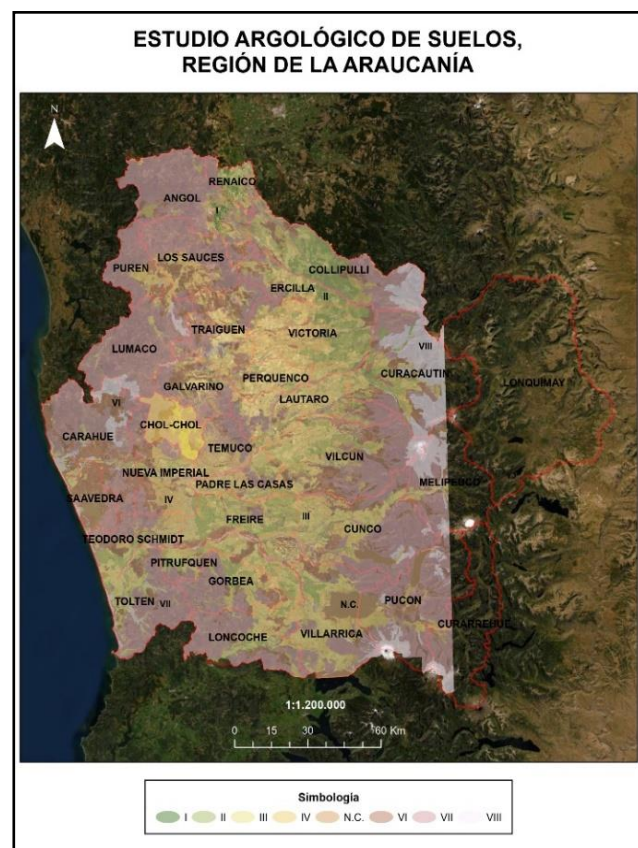 ESTUDIO ARGOLÓGICO DE SUELOS,
REGIÓN DE LA ARAUCANÍA
N
RENAICO
ANGOL
I
LOS SAUCES
PUREN
COLLIPULLI
ERCILLA
II
TRAIGUEN
VICTORIA
LUMACO
VIII
CURACAUTIN
LONQUIMAY
GALVARINO
PERQUENCO
LAUTARO
VI
CHOL-CHOL
CARAHUE
TEMUCO
VILCUN
NUEVA IMPERIAL
PADRE LAS CASAS
MELIPEUCO
SAAVEDRA
IV
FREIRE
III
CUNCO
TEODORO SCHMIDT
PITRUFQUEN
GORBEA
TOLTEN
VII
N.C.
PUCON
CURARREHUE
LONCOCHE
VILLARRICA
1:1.200.000
0 15 30 60 Km
Simbología
I II III IV N.C. VI VII VIII